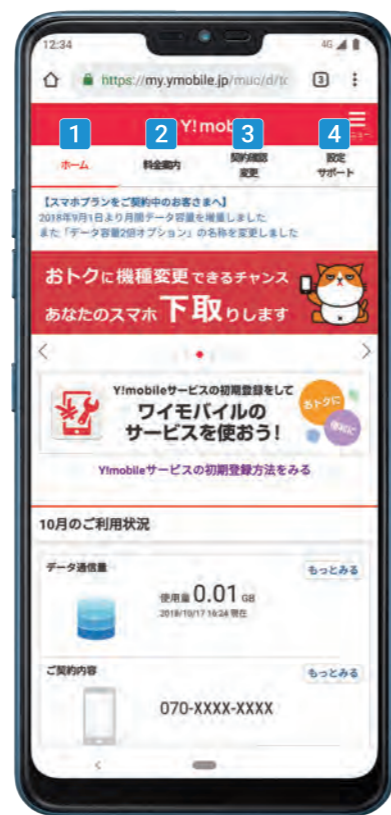 12:34
4G
https://my.ymobile.jp/muc/d/tc
3
1
2
3
4
Y! mob
ホーム
料金案内
契約確認
変更
設定
サポート
【スマホプランをご契約中のお客さまへ】
2018年9月1日より月間データ容量を増量しました
また「データ容量2倍オプション」の名称を変更しました
おトクに機種変更できるチャンス
あなたのスマホ下取りします
Y!mobileサービスの初期登録をして
ワイモバイルの
サービスを使おう!
おトクに
便利に
Y!mobileサービスの初期登録方法をみる
10月のご利用状況
データ通信量
もっとみる
使用量 0.01 GB
2018/10/17 16:24 現在
ご契約内容
もっとみる
070-XXXX-XXXX